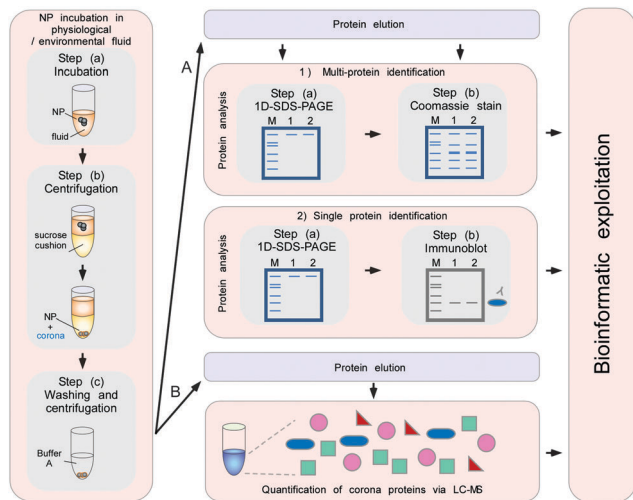 NP incubation in
physiological
/ environmental fluid
Step (a)
Incubation
NP
fluid
Step (b)
Centrifugation
sucrose
cushion
NP
+
corona
Step (c)
Washing and
centrifugation
Buffer
A
A
B
Protein elution
1) Multi-protein identification
Protein analysis
Step (a)
1D-SDS-PAGE
M 1 2
Step (b)
Coomassie stain
M 1 2
2) Single protein identification
Protein analysis
Step (a)
1D-SDS-PAGE
M 1 2
Step (b)
Immunoblot
M 1 2
Protein elution
Quantification of corona proteins via LC-MS
Bioinformatic exploitation